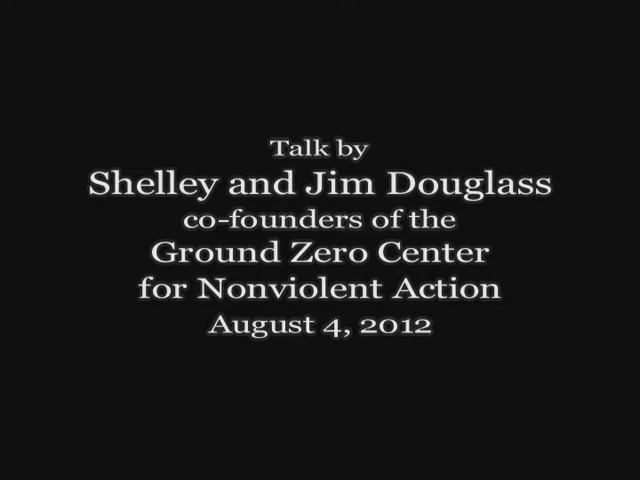 Talk by
Shelley and Jim Douglass
co-founders of the
Ground Zero Center
for Nonviolent Action
August 4, 2012